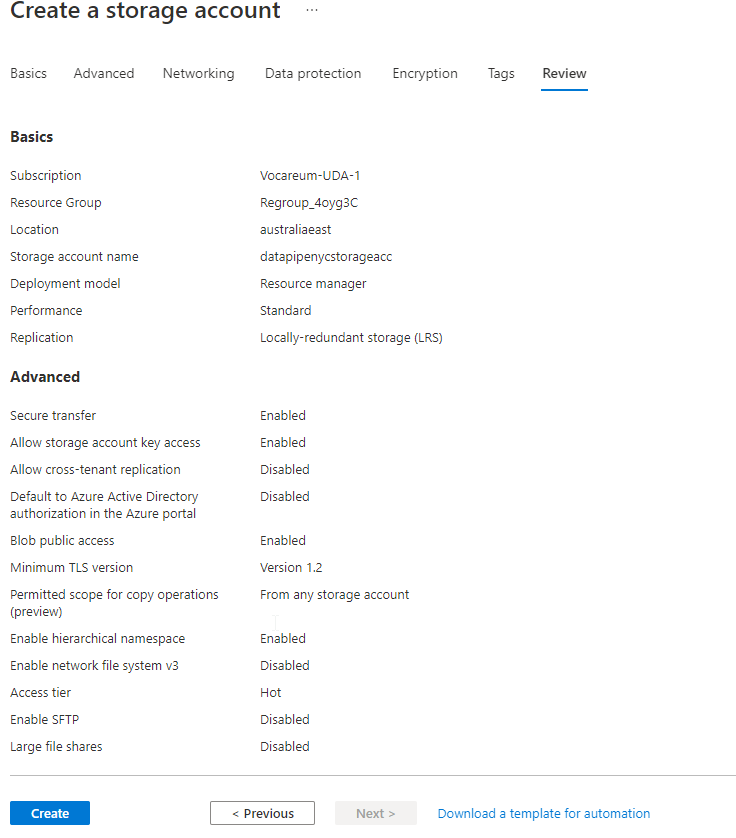 Create a storage account ...
Basics Advanced Networking Data protection Encryption Tags Review
Basics
Subscription Vocareum-UDA-1
Resource Group Regroup_4oyg3C
Location australiaeast
Storage account name datapipenycstorageacc
Deployment model Resource manager
Performance Standard
Replication Locally-redundant storage (LRS)
Advanced
Secure transfer Enabled
Allow storage account key access Enabled
Allow cross-tenant replication Disabled
Default to Azure Active Directory Disabled
authorization in the Azure portal
Blob public access Enabled
Minimum TLS version Version 1.2
Permitted scope for copy operations From any storage account
(preview)
Enable hierarchical namespace Enabled
Enable network file system v3 Disabled
Access tier Hot
Enable SFTP Disabled
Large file shares Disabled
Create < Previous Next > Download a template for automation